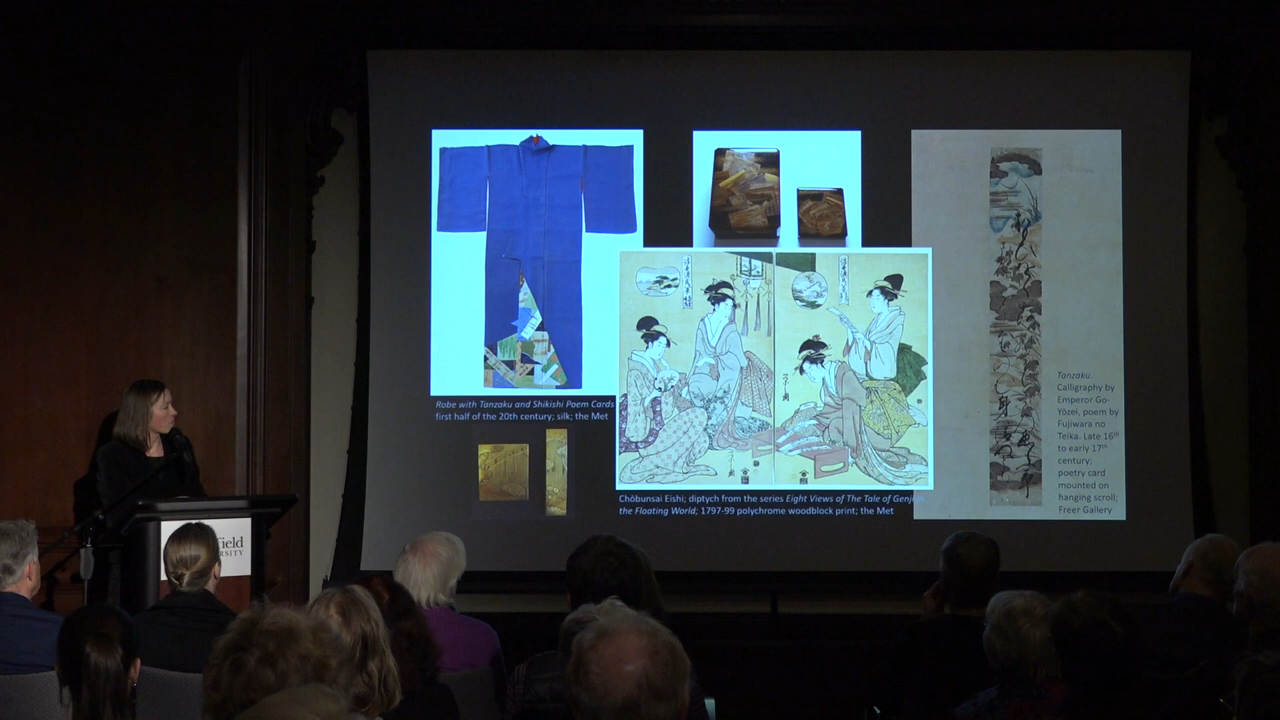 Robe with Tanzaku and Shikishi Poem Cards
first half of the 20th century; silk; the Met
Chōbunsai Eishi; diptych from the series Eight Views of The Tale of Genji
the Floating World; 1797-99 polychrome woodblock print; the Met
Tanzaku.
Calligraphy by
Emperor Go-
Yōzei, poem by
Fujiwara no
Teika. Late 16th
to early 17th
century;
poetry card
mounted on
hanging scroll;
Freer Gallery
field
RSITY